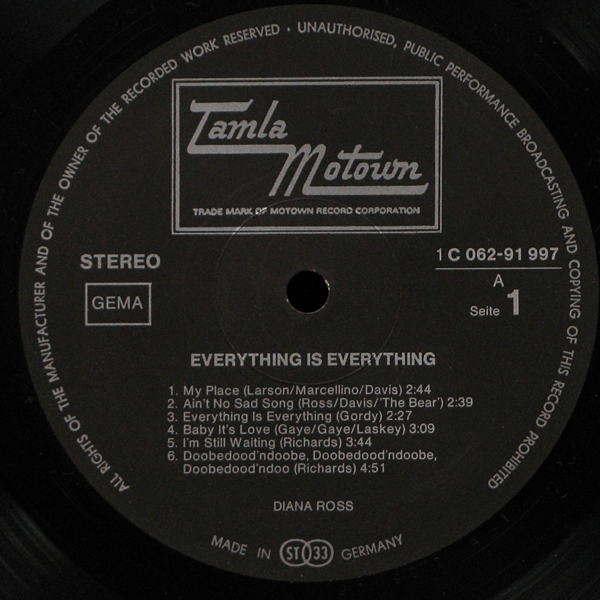 ALL RIGHTS OF THE MANUFACTURER AND OF THE OWNER OF THE RECORDED WORK RESERVED · UNAUTHORISED, PUBLIC PERFORMANCE BROADCASTING AND COPYING OF THIS RECORD PROHIBITED
Tamla
Motown
TRADE MARK OF MOTOWN RECORD CORPORATION
STEREO
GEMA
1 C 062-91 997
A
Seite 1
EVERYTHING IS EVERYTHING
1. My Place (Larson/Marcellino/Davis) 2:44
2. Ain't No Sad Song (Ross/Davis/'The Bear') 2:39
3. Everything Is Everything (Gordy) 2:27
4. Baby It's Love (Gaye/Gaye/Laskey) 3:09
5. I'm Still Waiting (Richards) 3:44
6. Doobedood'ndoobe, Doobedood'ndoobe,
Doobedood'ndoo (Richards) 4:51
DIANA ROSS
MADE IN ST 33 GERMANY